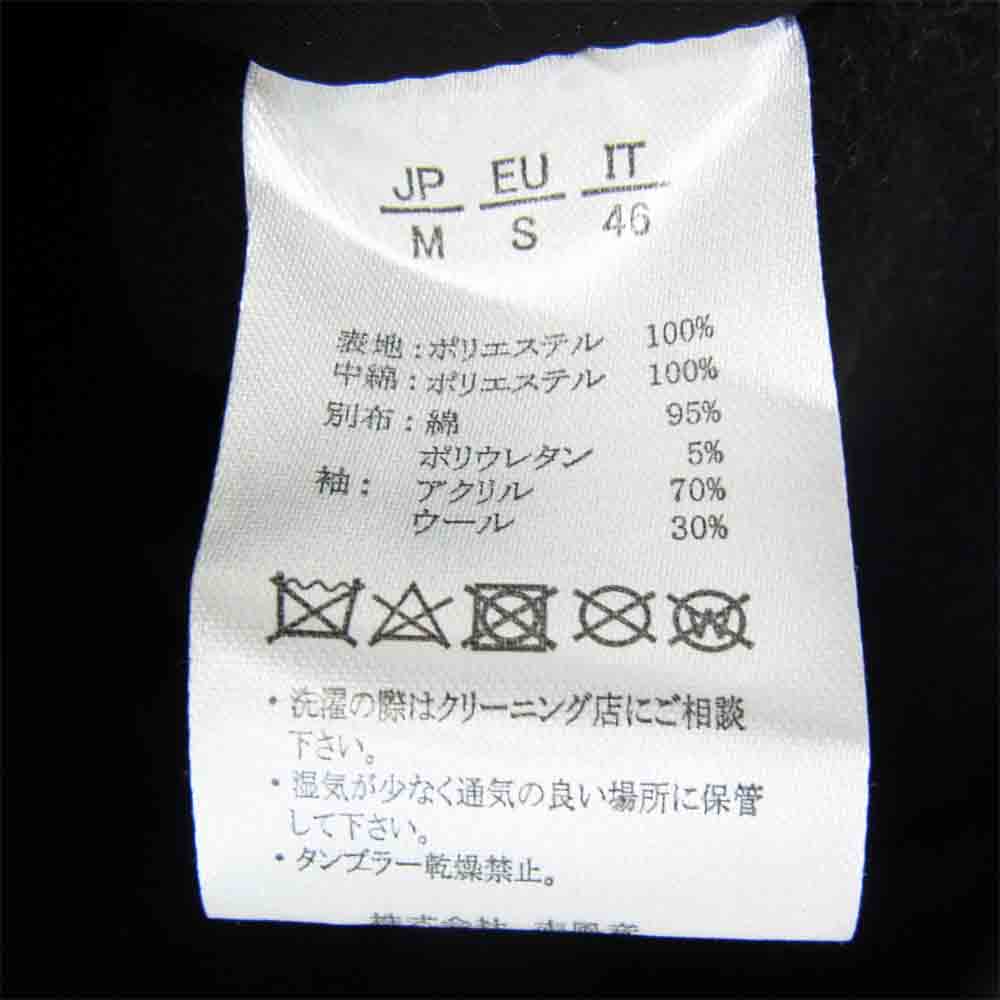 JP EU IT
M S 46
表地:ポリエステル 100%
中綿:ポリエステル 100%
別布:綿 95%
ポリウレタン 5%
袖: アクリル 70%
ウール 30%
・洗濯の際はクリーニング店にご相談
下さい。
・湿気が少なく通気の良い場所に保管
して下さい。
・タンブラー乾燥禁止。
株式会社